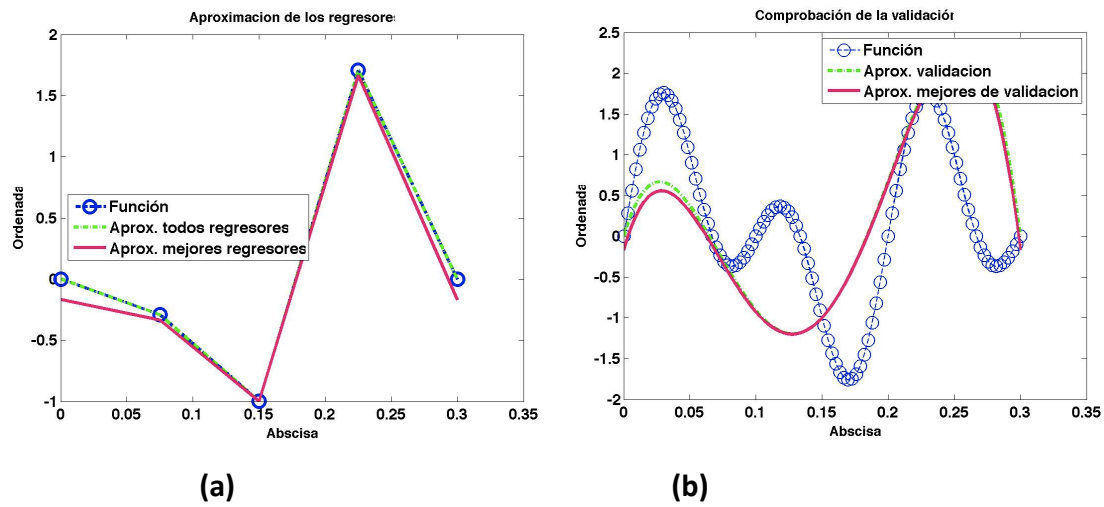 Aproximacion de los regresores
2
1.5
1
0.5
0
-0.5
-1
Ordenada
Función
Aprox. todos regresores
Aprox. mejores regresores
0 0.05 0.1 0.15 0.2 0.25 0.3 0.35
Abscisa
(a)
Comprobación de la validación
2.5
2
1.5
1
0.5
0
-0.5
-1
-1.5
-2
Ordenada
Función
Aprox. validacion
Aprox. mejores de validacion
0 0.05 0.1 0.15 0.2 0.25 0.3 0.35
Abscisa
(b)